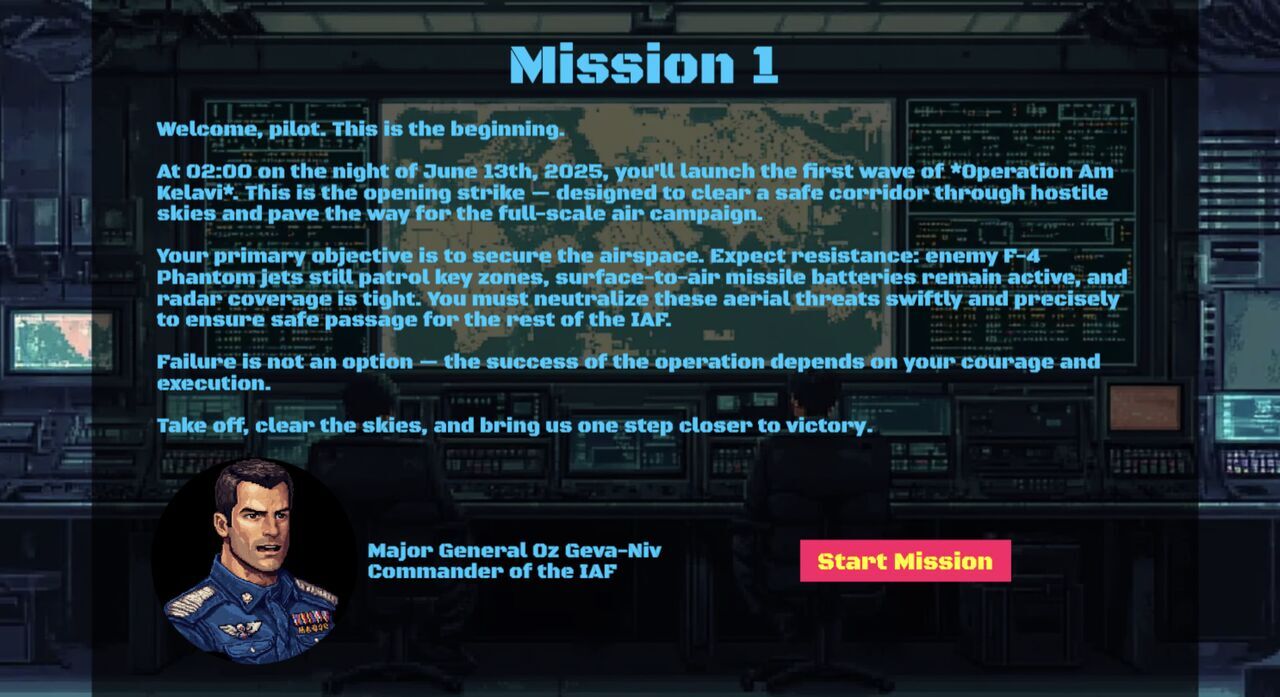 Mission 1
Welcome, pilot. This is the beginning.
At 02:00 on the night of June 13th, 2025, you'll launch the first wave of *Operation Am
Kelavi*. This is the opening strike — designed to clear a safe corridor through hostile
skies and pave the way for the full-scale air campaign.
Your primary objective is to secure the airspace. Expect resistance: enemy F-4
Phantom jets still patrol key zones, surface-to-air missile batteries remain active, and
radar coverage is tight. You must neutralize these aerial threats swiftly and precisely
to ensure safe passage for the rest of the IAF.
Failure is not an option — the success of the operation depends on your courage and
execution.
Take off, clear the skies, and bring us one step closer to victory.
Major General Oz Geva-Niv
Commander of the IAF
Start Mission